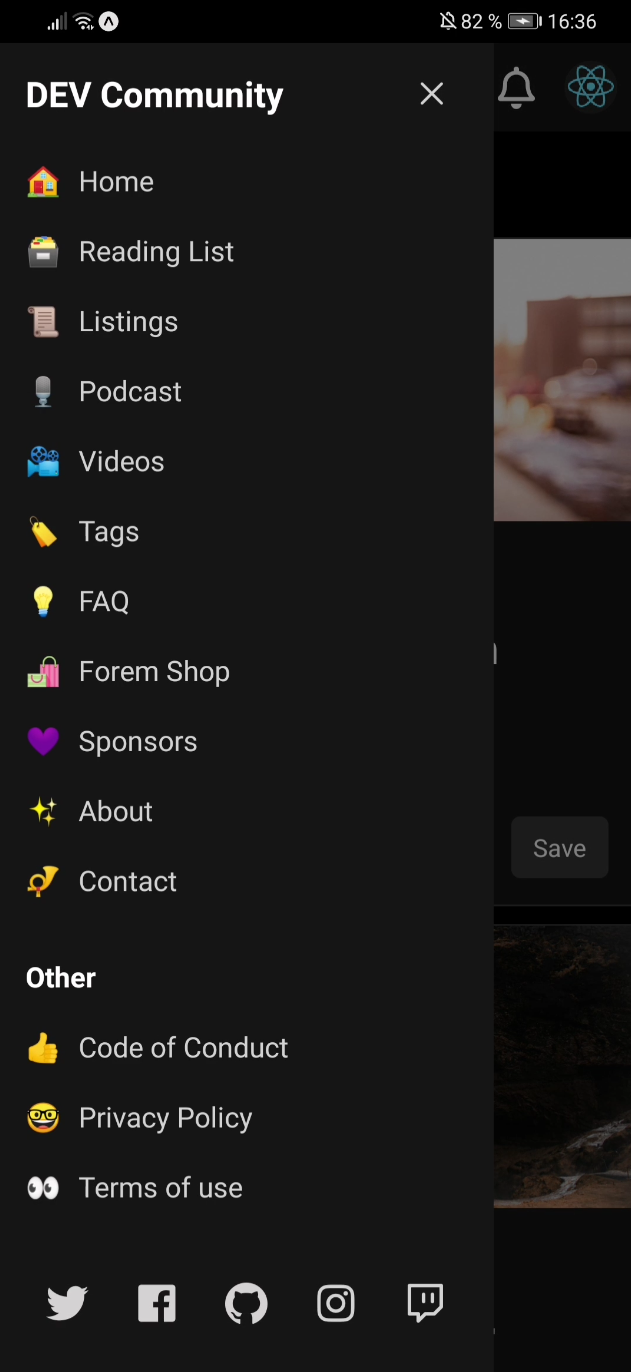 82 % 16:36
DEV Community
Home
Reading List
Listings
Podcast
Videos
Tags
FAQ
Forem Shop
Sponsors
About
Save
Contact
Other
Code of Conduct
Privacy Policy
Terms of use